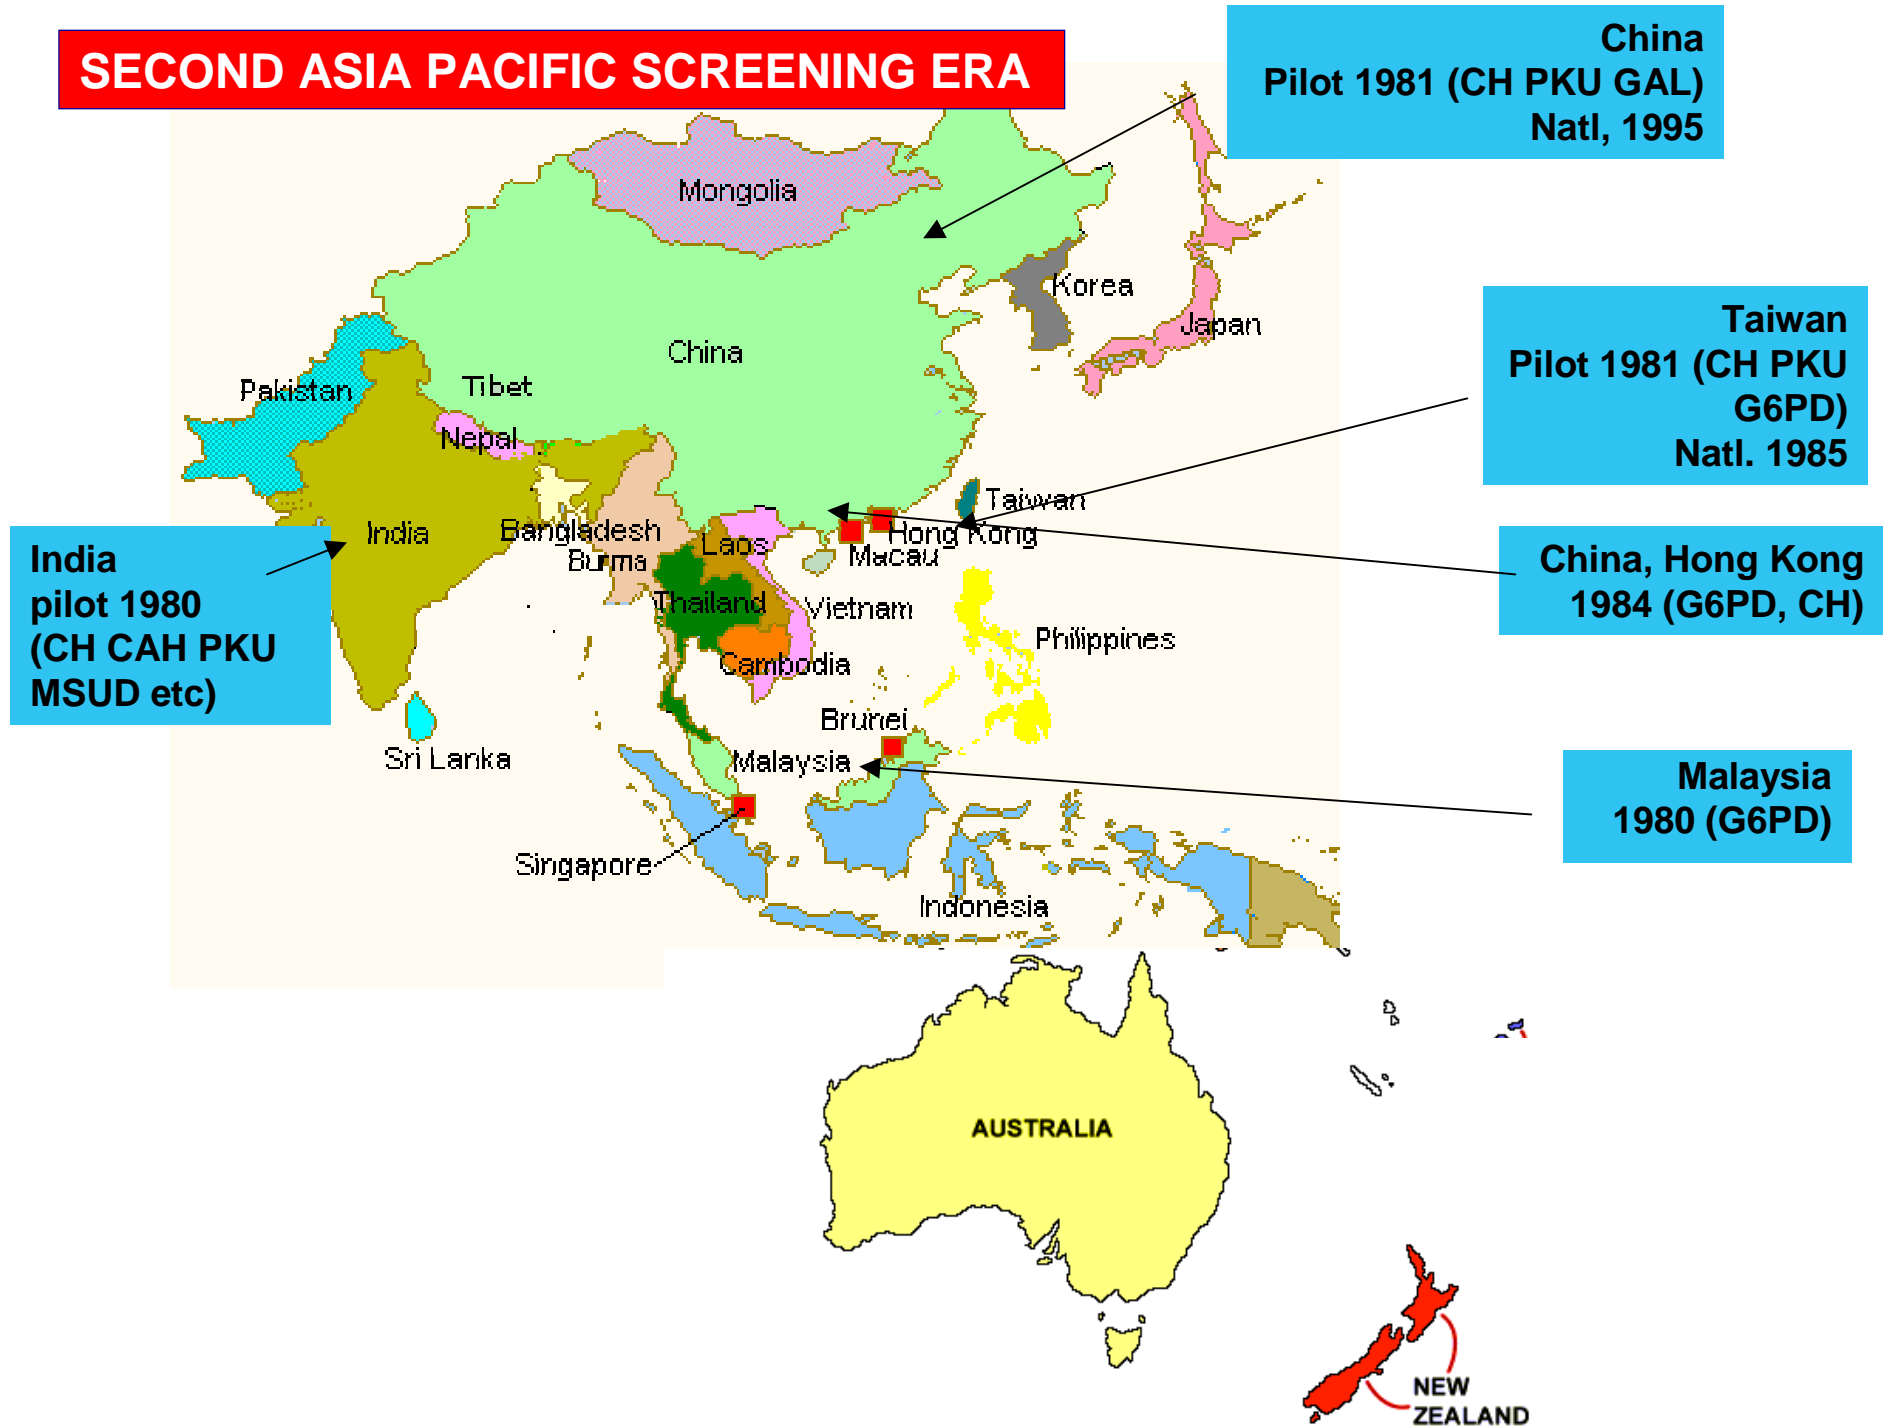 SECOND ASIA PACIFIC SCREENING ERA
China
Pilot 1981 (CH PKU GAL)
Natl, 1995
Mongolia
Korea
Japan
China
Taiwan
Pilot 1981 (CH PKU
G6PD)
Natl. 1985
Pakistan
Tibet
Nepal
Taiwan
India
Bangladesh
Hong Kong
Laos
Macau
Burma
India
pilot 1980
(CH CAH PKU
MSUD etc)
China, Hong Kong
1984 (G6PD, CH)
Thailand
Vietnam
Philippines
Cambodia
Brunei
Sri Lanka
Malaysia
Malaysia
1980 (G6PD)
Singapore
Indonesia
AUSTRALIA
NEW
ZEALAND